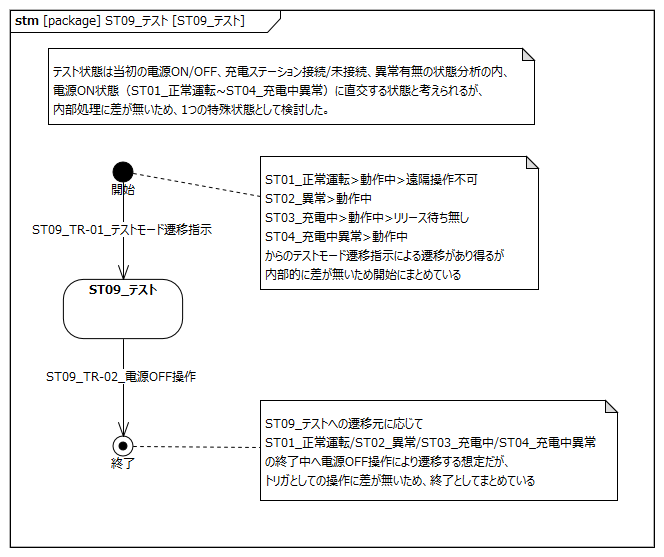 stm [package] ST09_テスト [ST09_テスト]
テスト状態は当初の電源ON/OFF、充電ステーション接続/未接続、異常有無の状態分析の内、
電源ON状態（ST01_正常運転~ST04_充電中異常）に直交する状態と考えられるが、
内部処理に差が無いため、1つの特殊状態として検討した。
開始
ST01_正常運転>動作中>遠隔操作不可
ST02_異常>動作中
ST03_充電中>動作中>リリース待ち無し
ST04_充電中異常>動作中
からのテストモード遷移指示による遷移があり得るが
内部的に差が無いため開始にまとめている
ST09_TR-01_テストモード遷移指示
ST09_テスト
ST09_TR-02_電源OFF操作
終了
ST09_テストへの遷移元に応じて
ST01_正常運転/ST02_異常/ST03_充電中/ST04_充電中異常
の終了中へ電源OFF操作により遷移する想定だが、
トリガとしての操作に差が無いため、終了としてまとめている